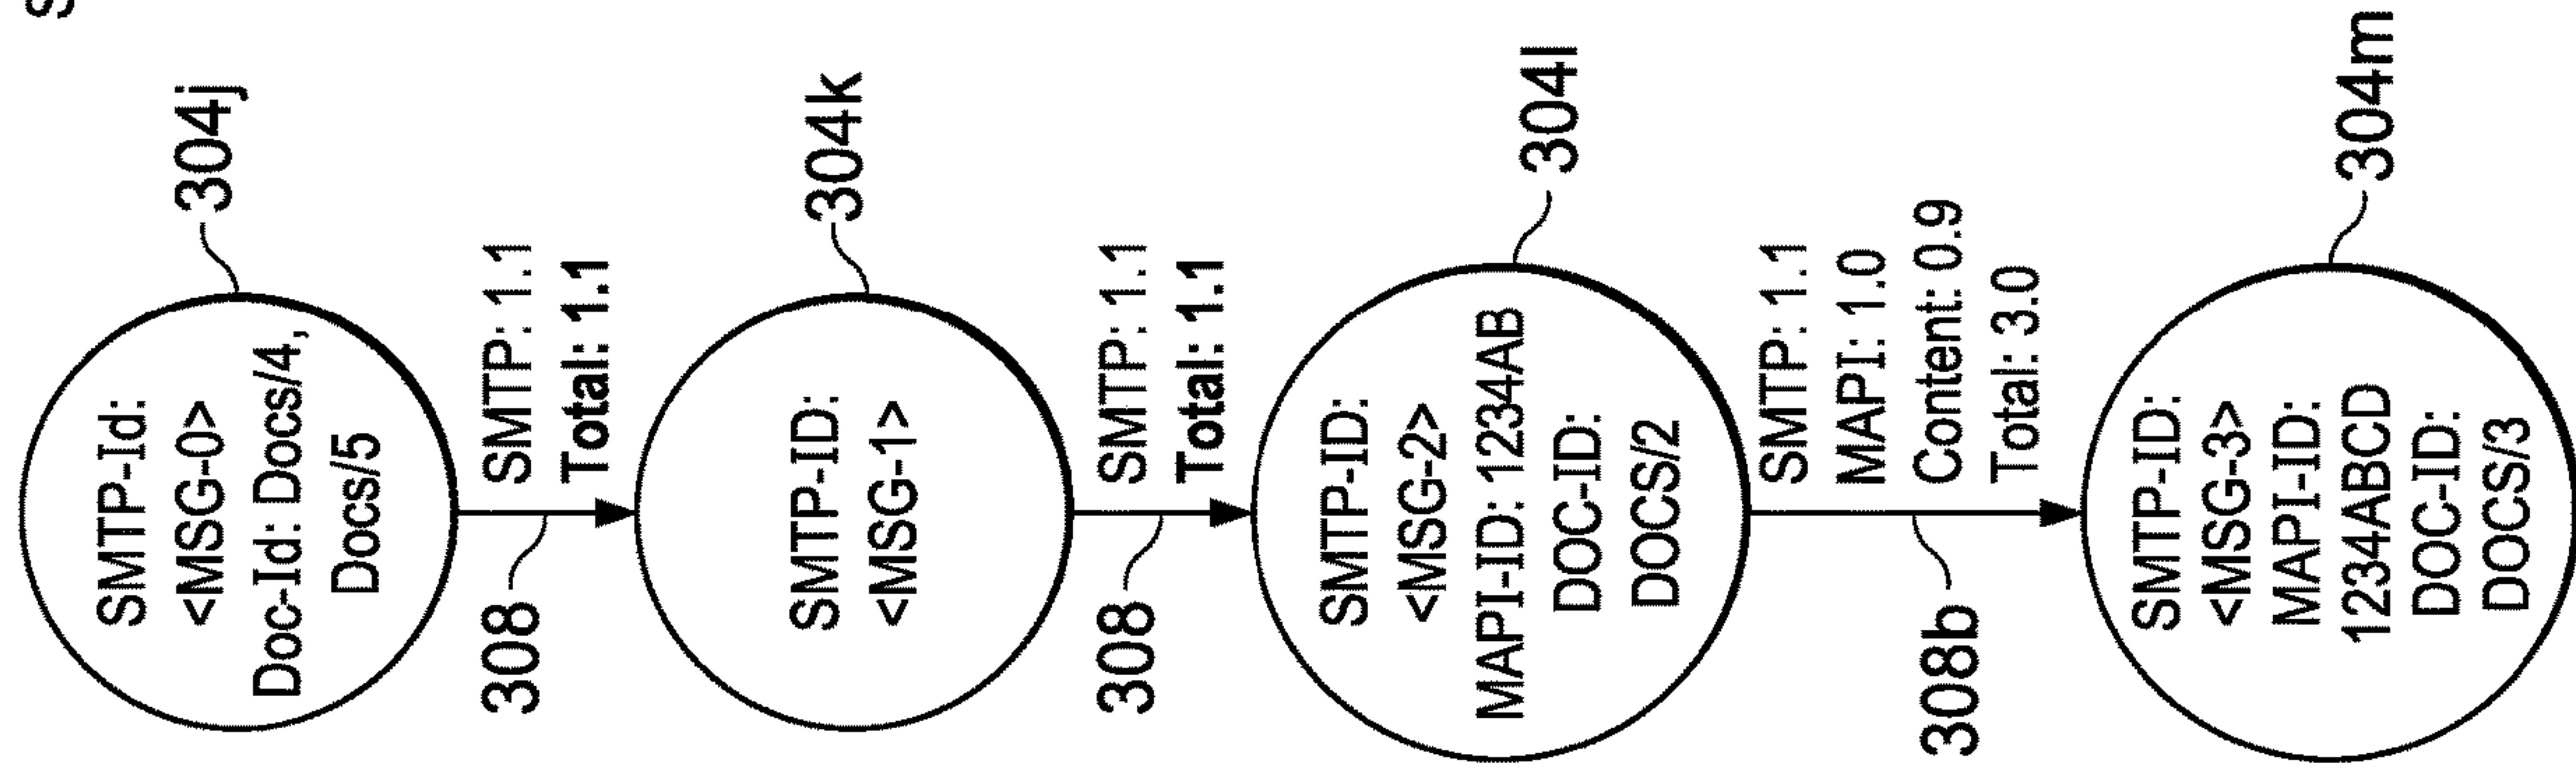 304j
SMTP-Id:
<MSG-0>
Doc-Id: Docs/4,
Docs/5
308
SMTP: 1.1
Total: 1.1
304k
SMTP-ID:
<MSG-1>
308
SMTP: 1.1
Total: 1.1
304l
SMTP-ID:
<MSG-2>
MAPI-ID: 1234AB
DOC-ID:
DOCS/2
308b
SMTP: 1.1
MAPI: 1.0
Content: 0.9
Total: 3.0
304m
SMTP-ID:
<MSG-3>
MAPI-ID:
1234ABCD
DOC-ID:
DOCS/3